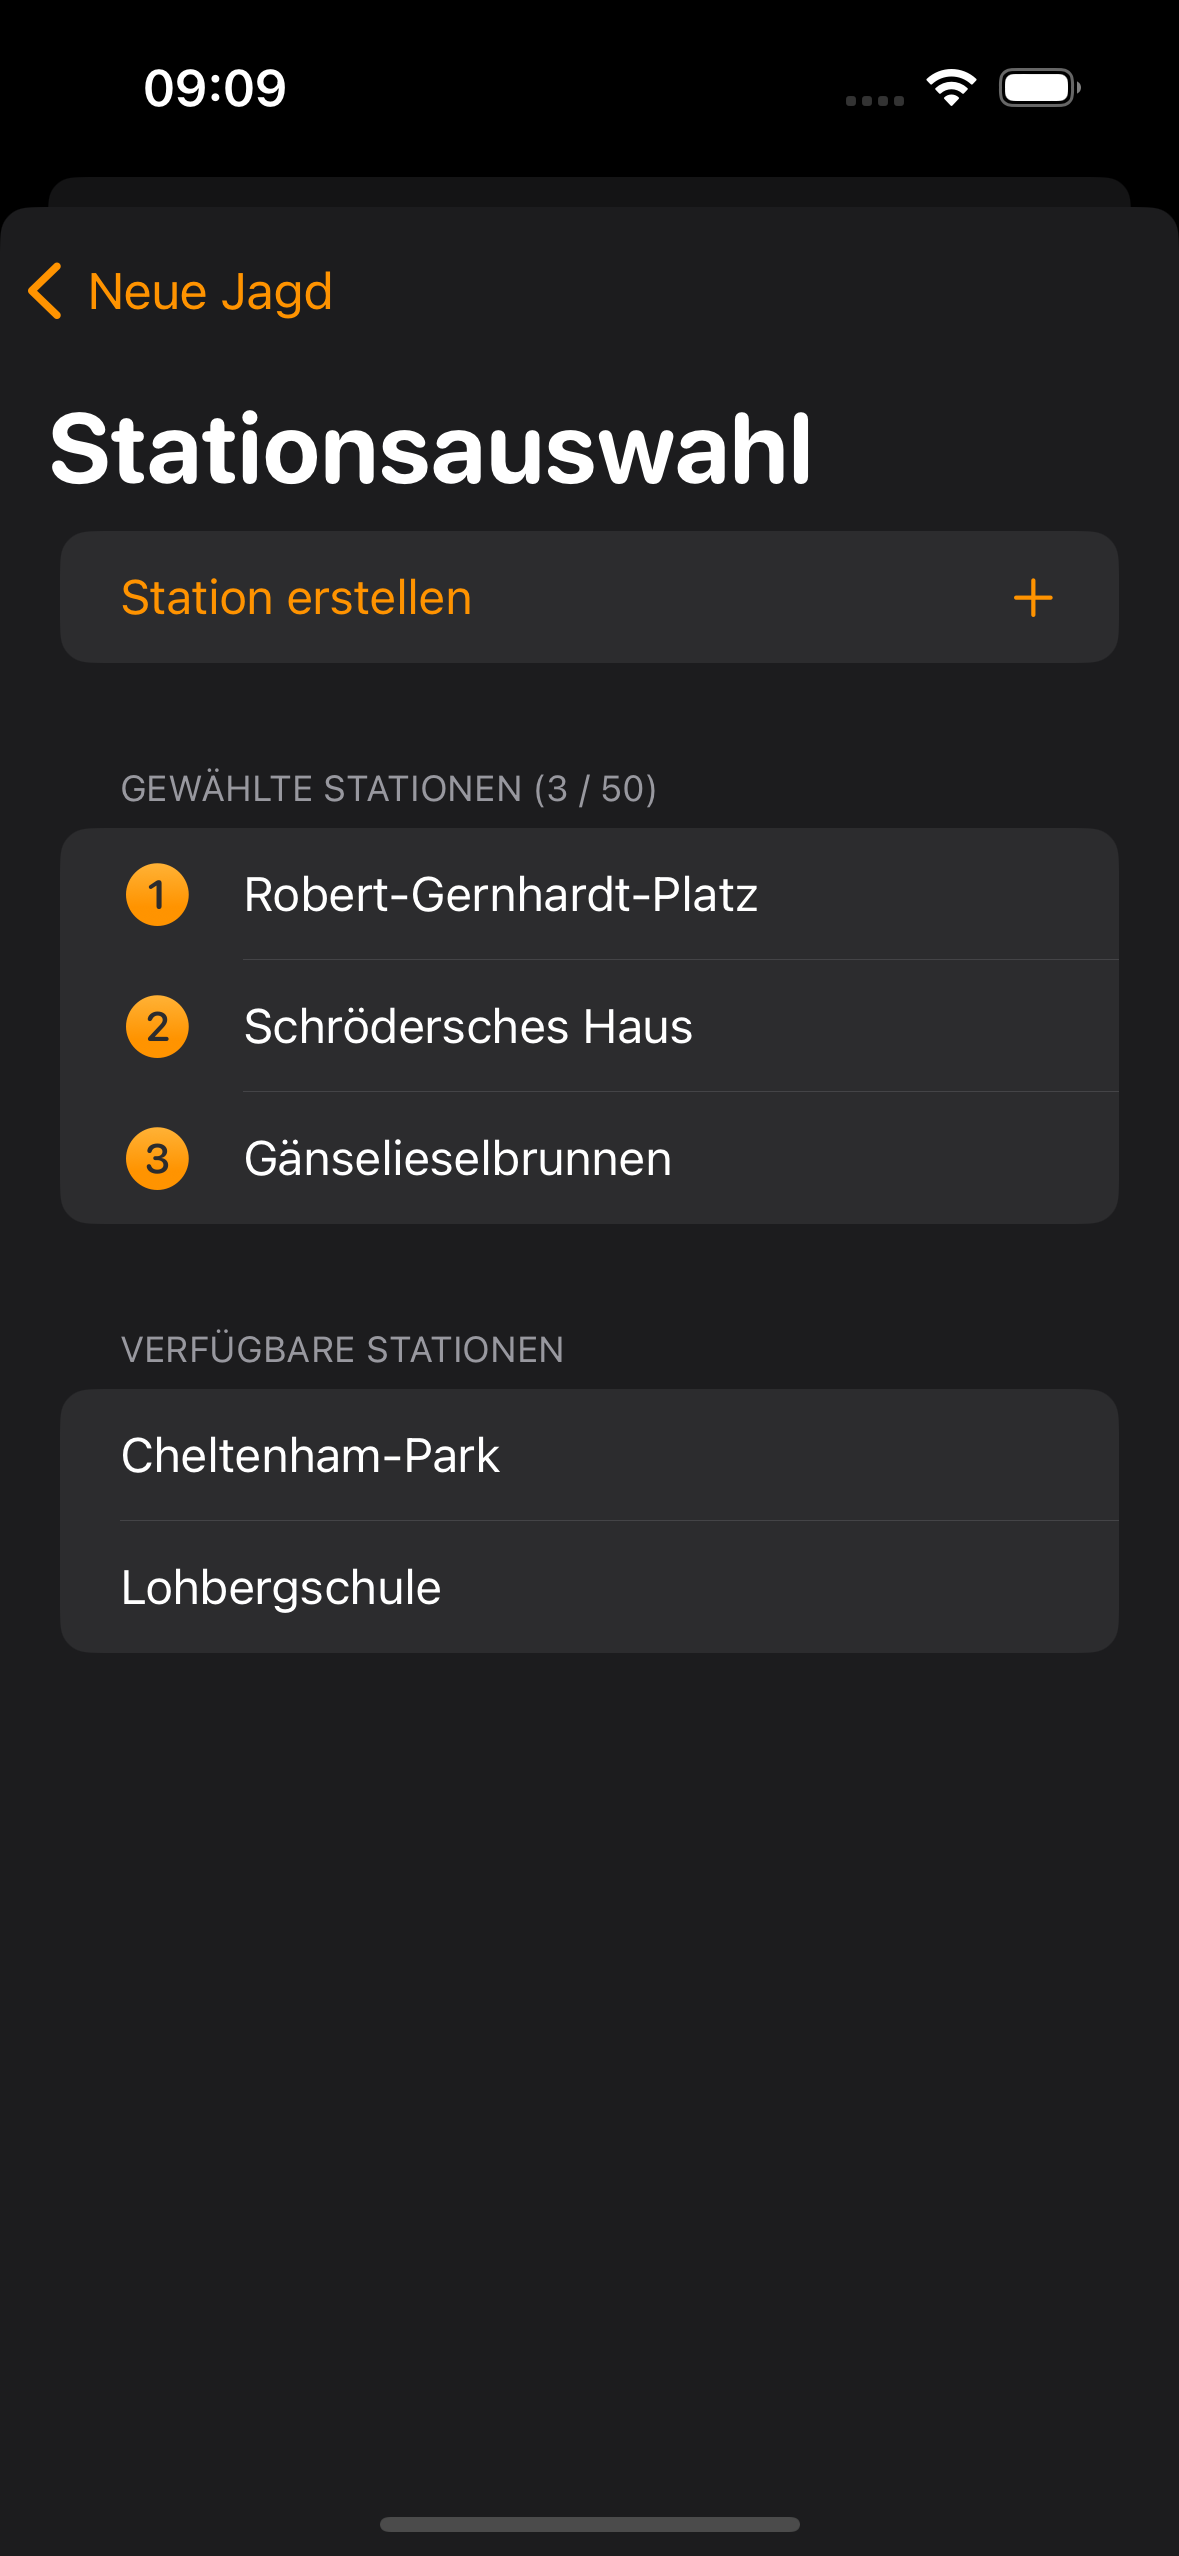 09:09
Neue Jagd
Stationsauswahl
Station erstellen
GEWÄHLTE STATIONEN (3 / 50)
1 Robert-Gernhardt-Platz
2 Schrödersches Haus
3 Gänselieselbrunnen
VERFÜGBARE STATIONEN
Cheltenham-Park
Lohbergschule